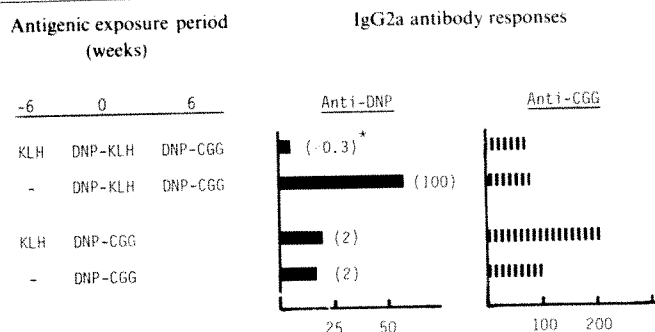 Antigenic exposure period
(weeks)
IgG2a antibody responses
-6 0 6
Anti-DNP
Anti-CGG
KLH DNP-KLH DNP-CGG
(-0.3)*
- DNP-KLH DNP-CGG
(100)
KLH DNP-CGG
(2)
- DNP-CGG
(2)
25 50
100 200